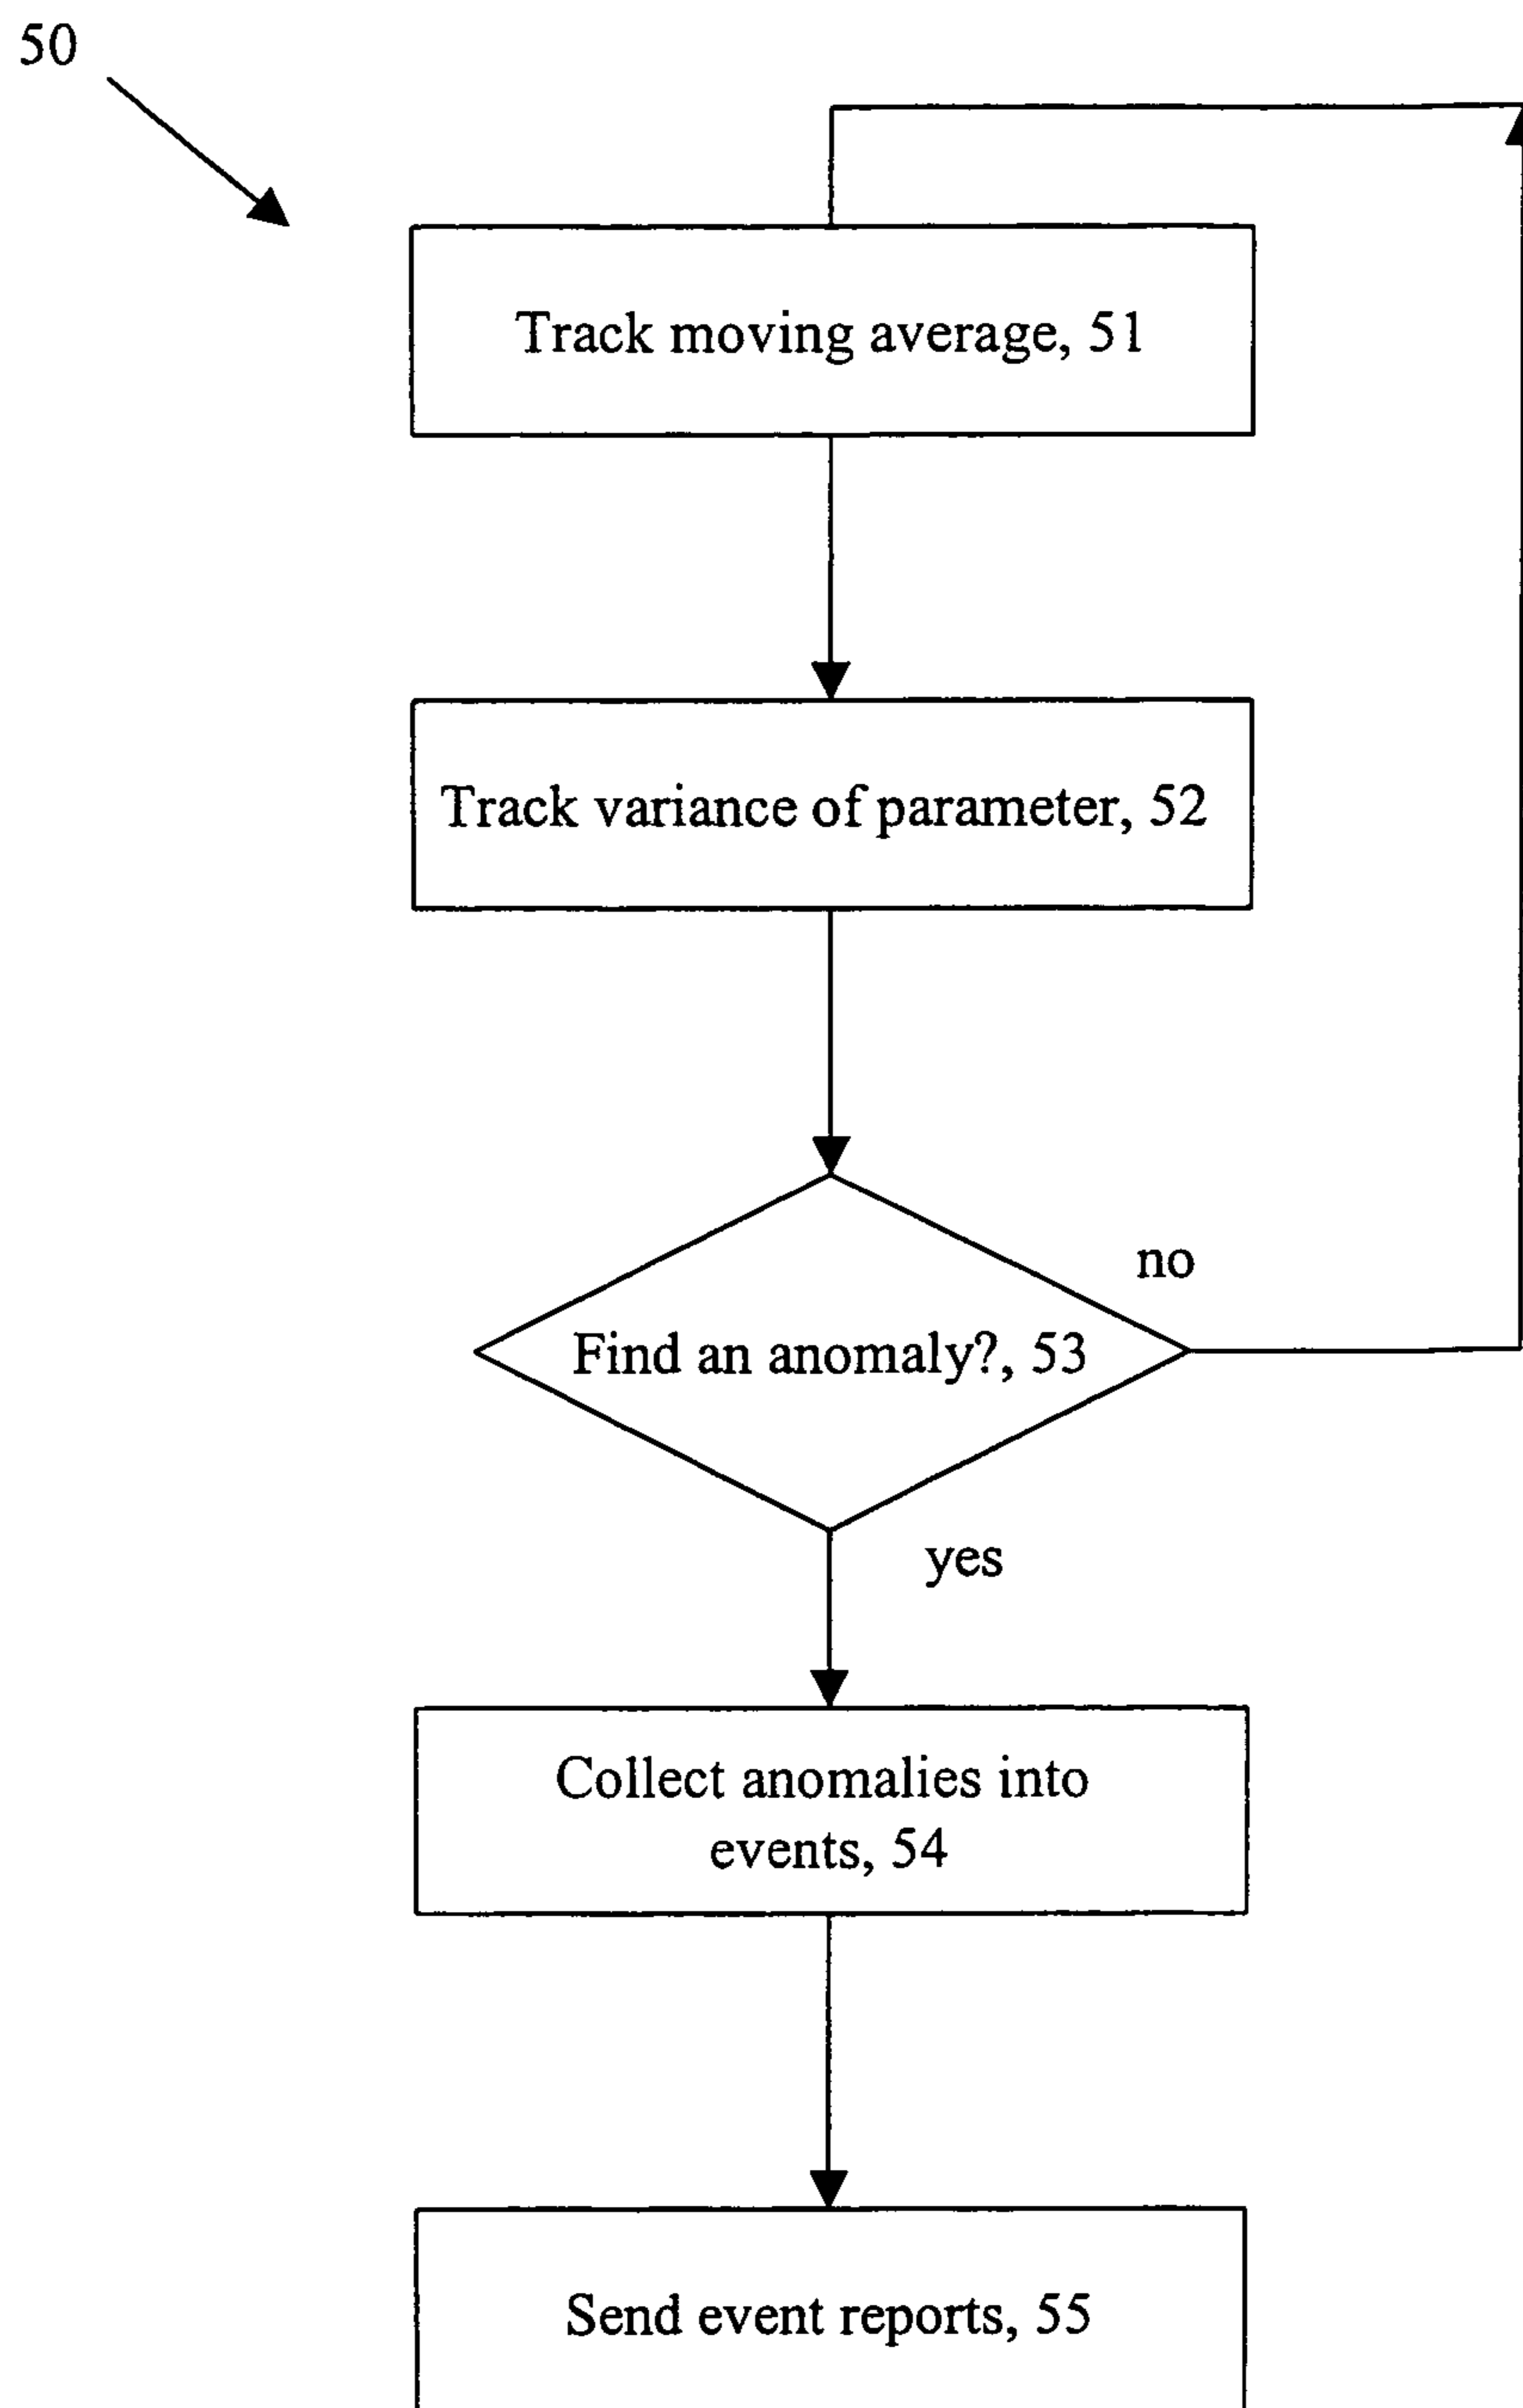 50
Track moving average, 51
Track variance of parameter, 52
no
Find an anomaly?, 53
yes
Collect anomalies into
events, 54
Send event reports, 55